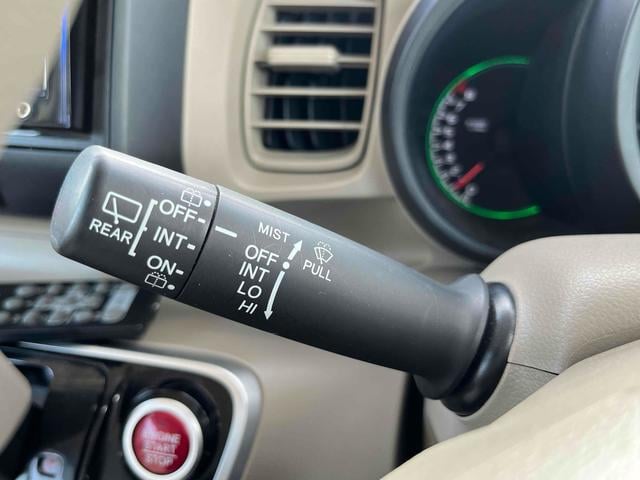 REAR
OFF
INT
ON
MIST
OFF
INT
LO
HI
PULL
ENGINE
START
STOP